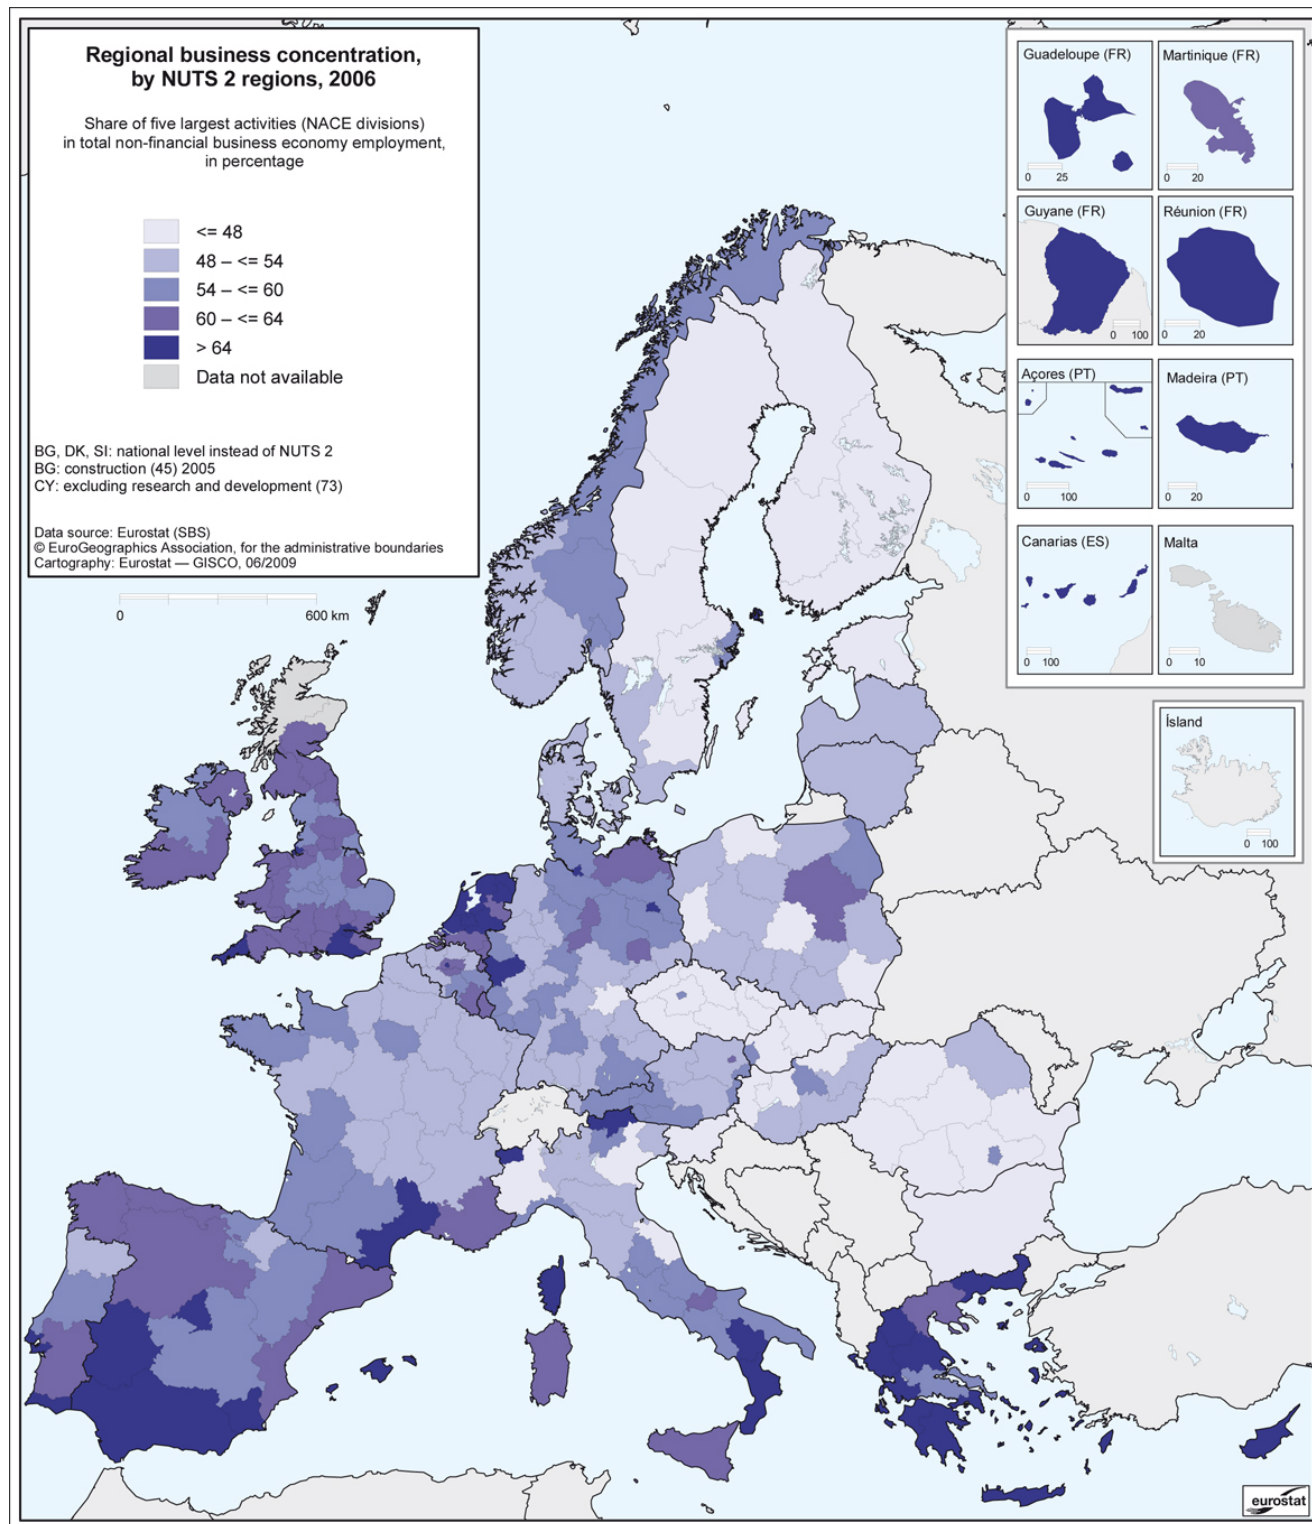 Regional business concentration,
by NUTS 2 regions, 2006
Share of five largest activities (NACE divisions)
in total non-financial business economy employment,
in percentage
<= 48
48 – <= 54
54 – <= 60
60 – <= 64
> 64
Data not available
BG, DK, SI: national level instead of NUTS 2
BG: construction (45) 2005
CY: excluding research and development (73)
Data source: Eurostat (SBS)
© EuroGeographics Association, for the administrative boundaries
Cartography: Eurostat — GISCO, 06/2009
0 600 km
Guadeloupe (FR)
0 25
Martinique (FR)
0 20
Guyane (FR)
0 100
Réunion (FR)
0 20
Açores (PT)
0 100
Madeira (PT)
0 20
Canarias (ES)
0 100
Malta
0 10
Ísland
0 100
eurostat